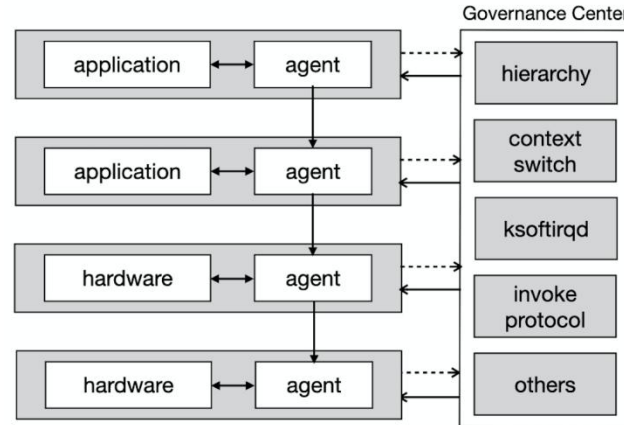 Governance Center
application
agent
hierarchy
application
agent
context
switch
ksoftirqd
hardware
agent
invoke
protocol
hardware
agent
others